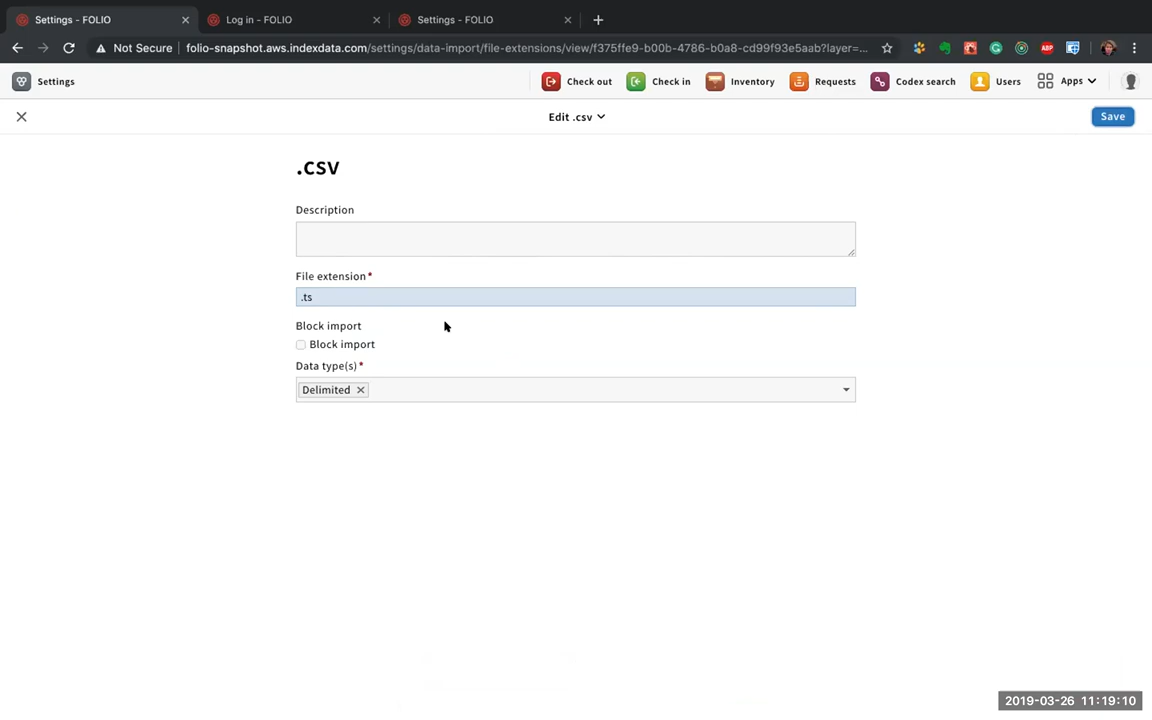 Settings - FOLIO
Log in - FOLIO
Settings - FOLIO
Not Secure
folio-snapshot.aws.indexdata.com/settings/data-import/file-extensions/view/f375ffe9-b00b-4786-b0a8-cd99f93e5aab?layer=...
ABP
Settings
Check out
Check in
Inventory
Requests
Codex search
Users
Apps
Edit .csv
Save
.csv
Description
File extension*
.ts
Block import
Block import
Data type(s)*
Delimited
2019-03-26 11:19:10